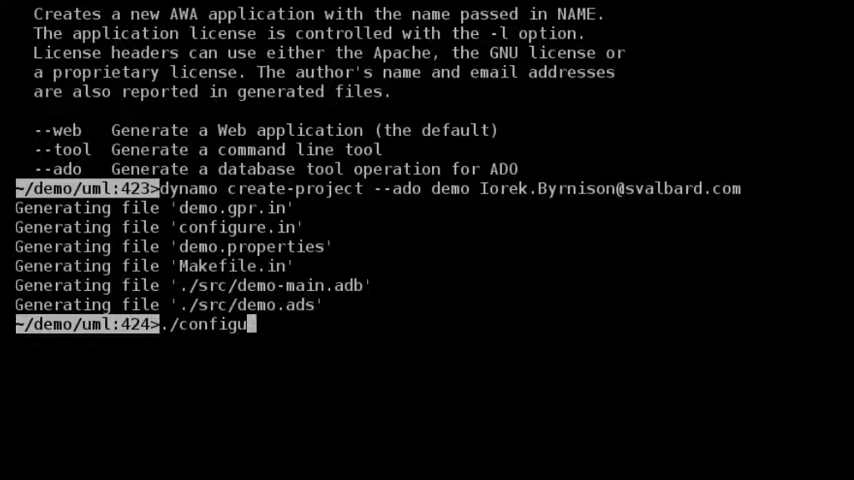 Creates a new AWA application with the name passed in NAME.
The application license is controlled with the -l option.
License headers can use either the Apache, the GNU license or
a proprietary license. The author's name and email addresses
are also reported in generated files.
--web   Generate a Web application (the default)
--tool  Generate a command line tool
--ado   Generate a database tool operation for ADO
~/demo/uml:423>dynamo create-project --ado demo Iorek.Byrnison@svalbard.com
Generating file 'demo.gpr.in'
Generating file 'configure.in'
Generating file 'demo.properties'
Generating file 'Makefile.in'
Generating file './src/demo-main.adb'
Generating file './src/demo.ads'
~/demo/uml:424>./configu